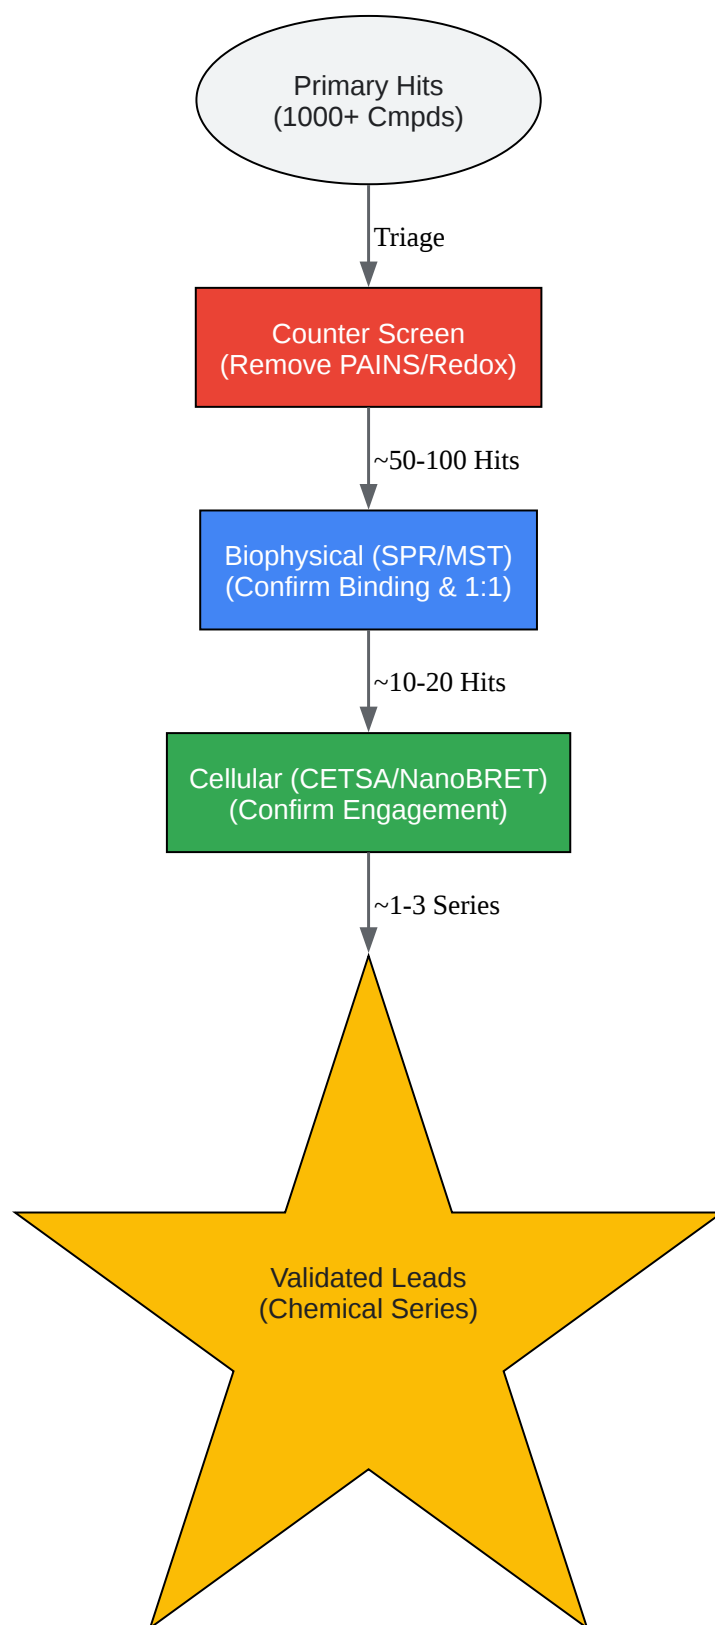 Primary Hits
(1000+ Cmpds)
Triage
Counter Screen
(Remove PAINS/Redox)
~50-100 Hits
Biophysical (SPR/MST)
(Confirm Binding & 1:1)
~10-20 Hits
Cellular (CETSA/NanoBRET)
(Confirm Engagement)
~1-3 Series
Validated Leads
(Chemical Series)